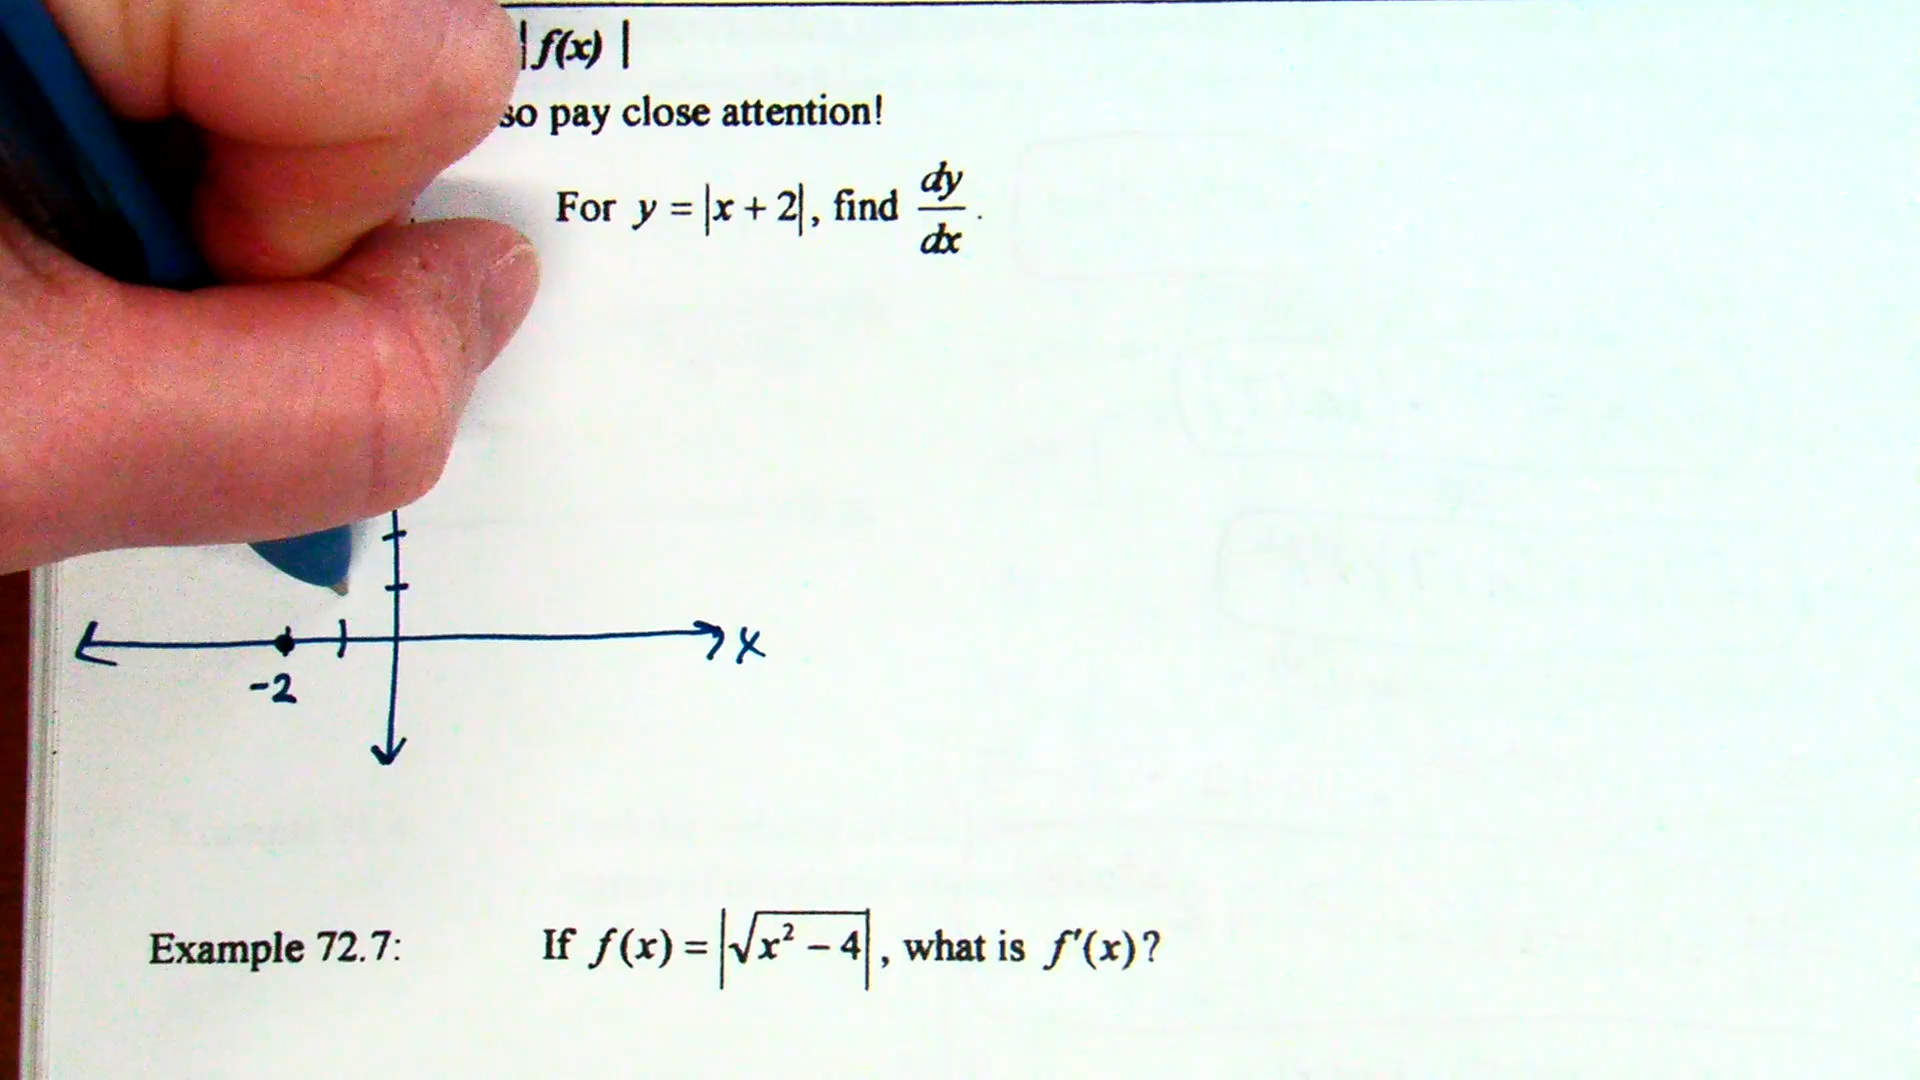 |f(x)|
so pay close attention!
For y = |x + 2|, find dy/dx.
x
-2
Example 72.7: If f(x) = |√(x² − 4)|, what is f′(x)?